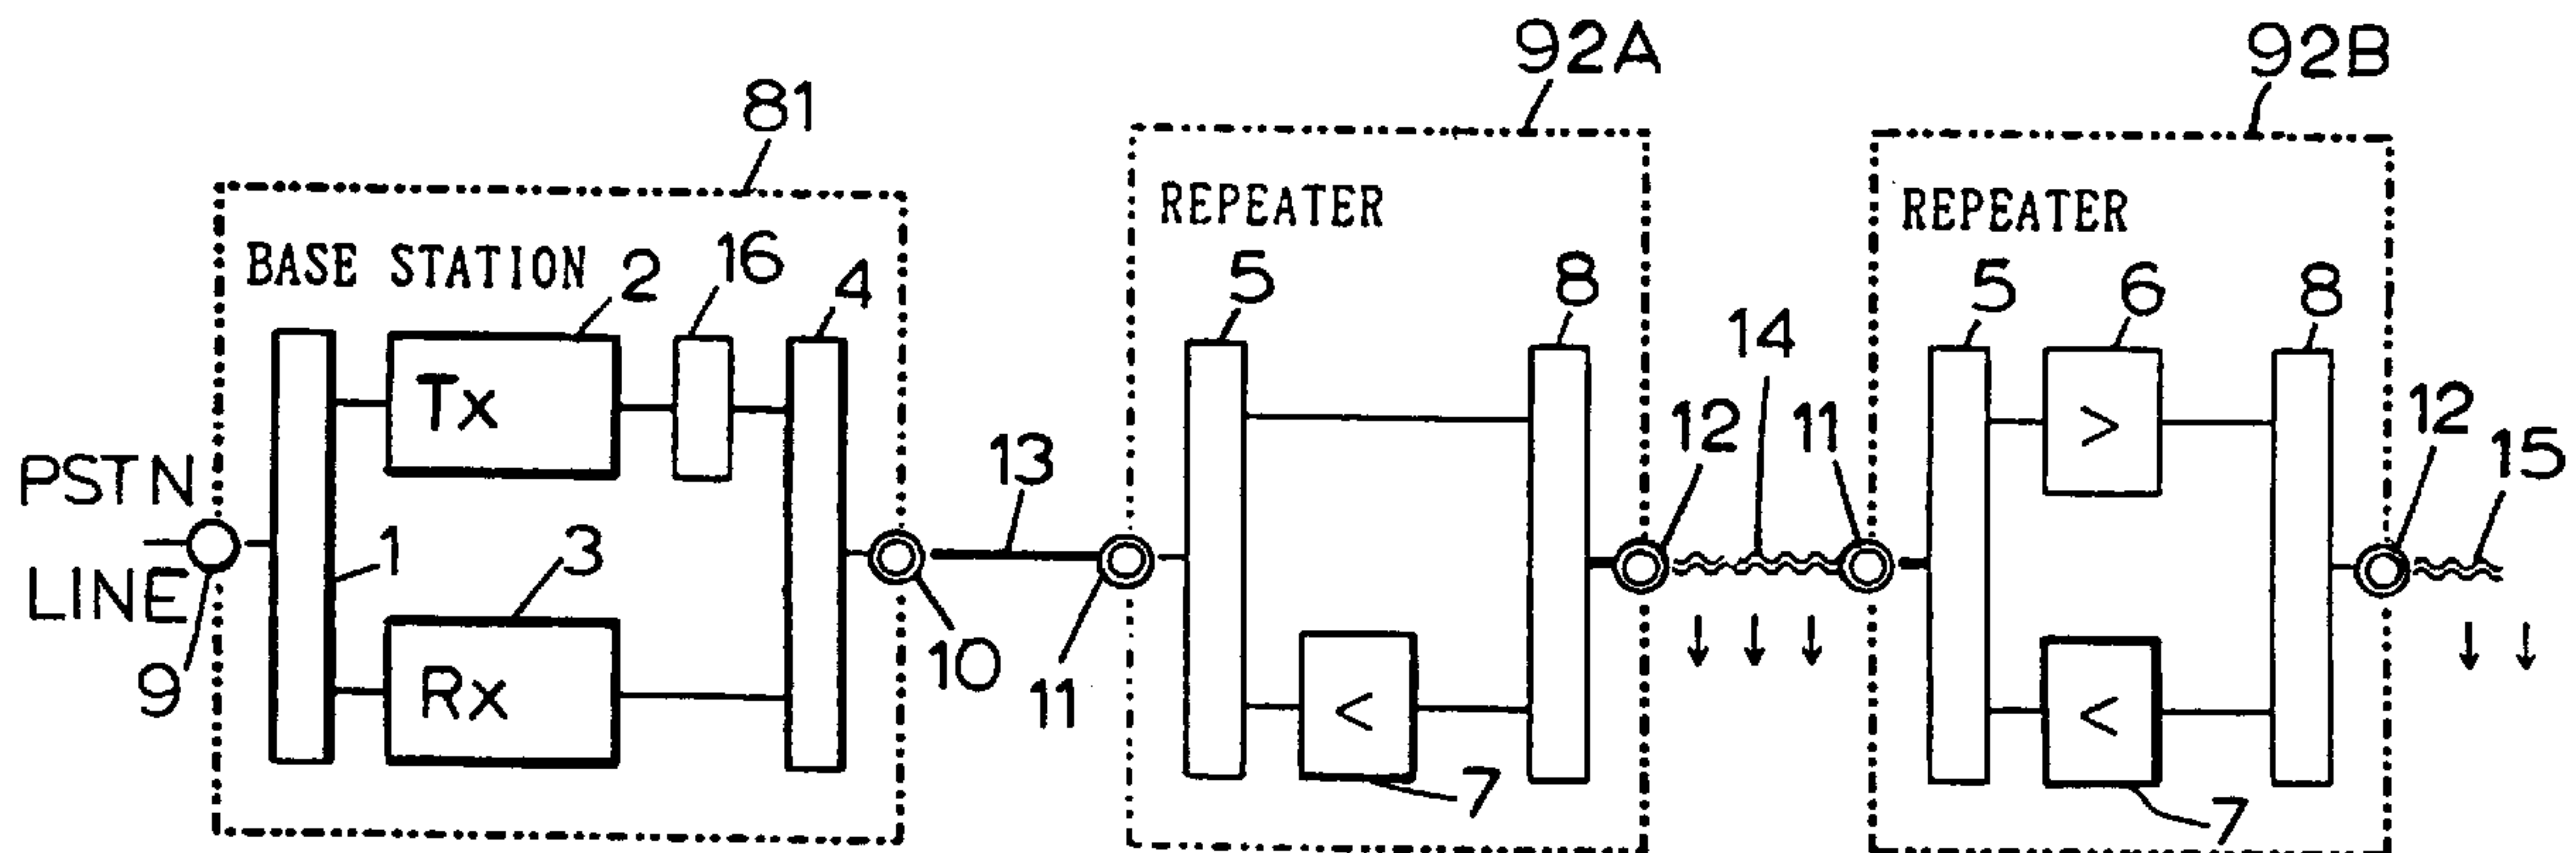 92A
92B
81
REPEATER
REPEATER
BASE STATION
2
16
4
5
8
5
6
8
14
Tx
>
12
11
12
15
13
PSTN
LINE
1
3
9
Rx
10
11
<
<
7
7
↓ ↓ ↓
↓ ↓